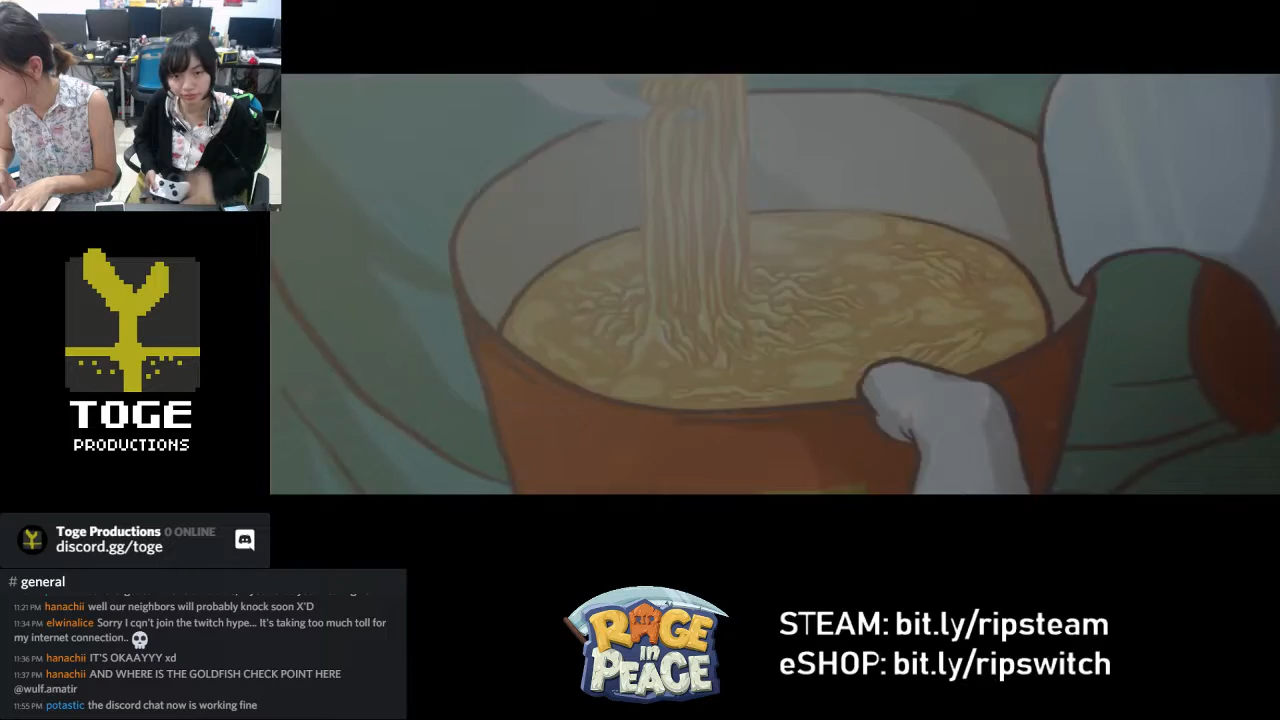 TOGE
PRODUCTIONS
Toge Productions 0 ONLINE
discord.gg/toge
# general
11:21 PM hanachii well our neighbors will probably knock soon X'D
11:34 PM elwinalice Sorry I cqn't join the twitch hype... It's taking too much toll for
my internet connection..
11:36 PM hanachii IT'S OKAAYYY xd
11:37 PM hanachii AND WHERE IS THE GOLDFISH CHECK POINT HERE
@wulf.amatir
11:55 PM potastic the discord chat now is working fine
RIP
RAGE
in
PEACE
STEAM: bit.ly/ripsteam
eSHOP: bit.ly/ripswitch